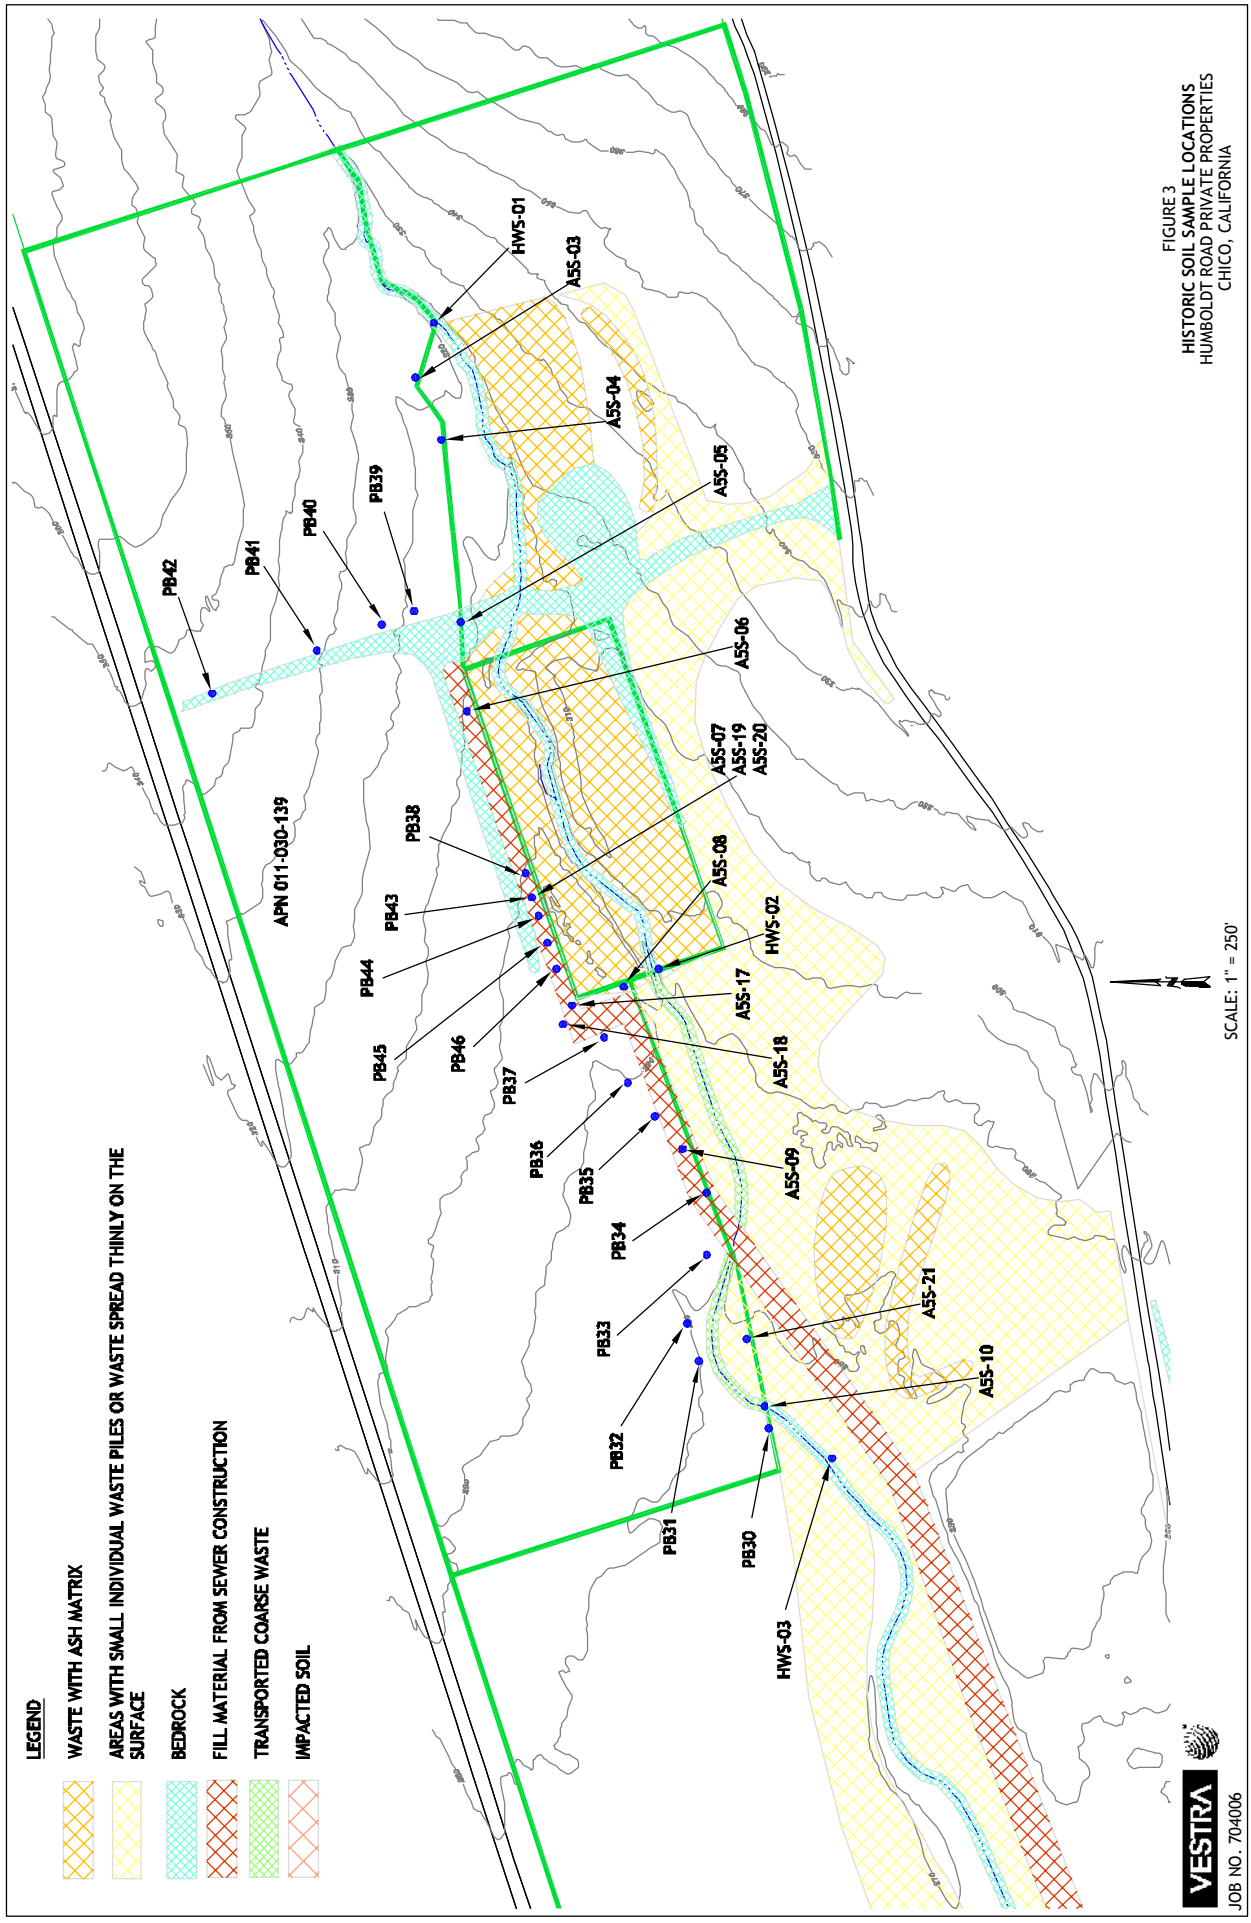 LEGEND
WASTE WITH ASH MATRIX
AREAS WITH SMALL INDIVIDUAL WASTE PILES OR WASTE SPREAD THINLY ON THE
SURFACE
BEDROCK
FILL MATERIAL FROM SEWER CONSTRUCTION
TRANSPORTED COARSE WASTE
IMPACTED SOIL
APN 011-030-139
PB42
PB41
PB40
PB39
PB38
PB43
PB44
PB45
PB46
PB37
PB36
PB35
PB34
PB33
PB32
PB31
PB30
HWS-03
HWS-01
A5S-03
A5S-04
A5S-05
A5S-06
A5S-07
A5S-19
A5S-20
A5S-08
HWS-02
A5S-17
A5S-18
A5S-09
A5S-21
A5S-10
N
SCALE: 1" = 250'
FIGURE 3
HISTORIC SOIL SAMPLE LOCATIONS
HUMBOLDT ROAD PRIVATE PROPERTIES
CHICO, CALIFORNIA
VESTRA
JOB NO. 704006